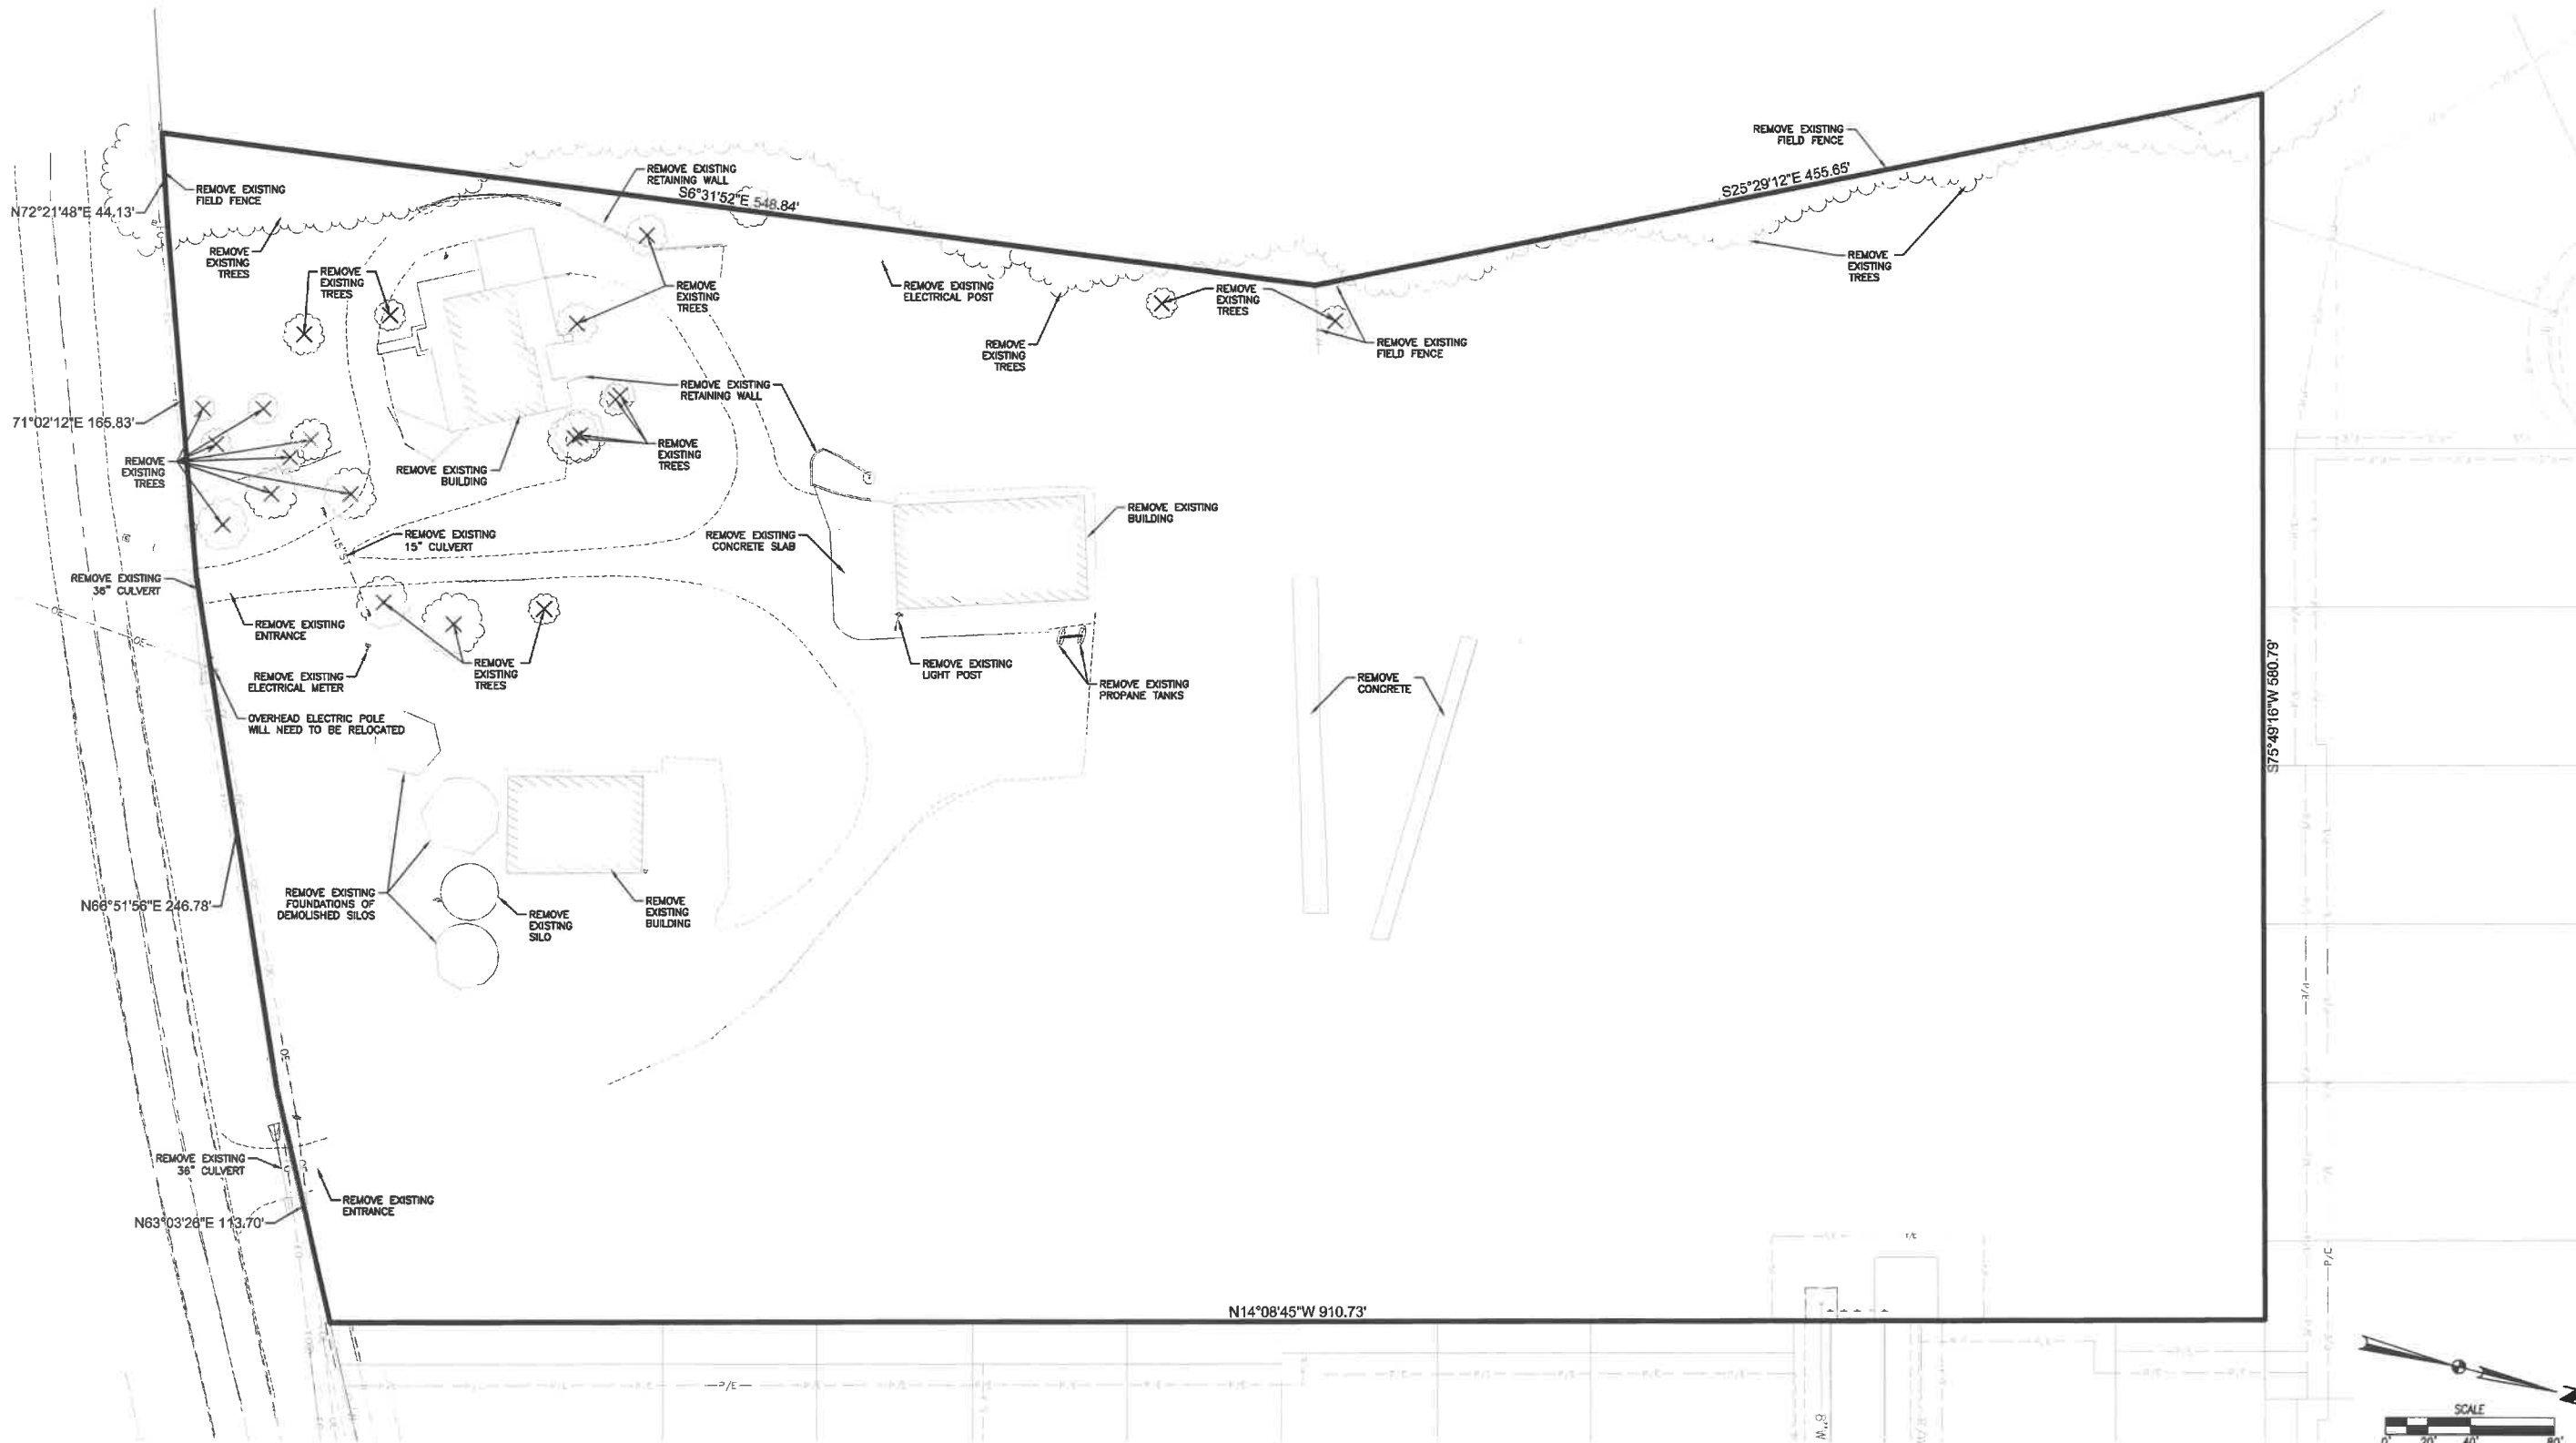 REMOVE EXISTING
FIELD FENCE
REMOVE EXISTING
RETAINING WALL
S6°31'52"E 548.84'
S25°29'12"E 455.65'
REMOVE EXISTING
FIELD FENCE
N72°21'48"E 44.13'
REMOVE
EXISTING
TREES
REMOVE
EXISTING
TREES
REMOVE
EXISTING
TREES
REMOVE EXISTING
ELECTRICAL POST
REMOVE
EXISTING
TREES
REMOVE
EXISTING
TREES
REMOVE EXISTING
FIELD FENCE
REMOVE
EXISTING
TREES
REMOVE EXISTING
RETAINING WALL
71°02'12"E 165.83'
REMOVE
EXISTING
TREES
REMOVE EXISTING
BUILDING
REMOVE
EXISTING
TREES
REMOVE EXISTING
15" CULVERT
REMOVE EXISTING
CONCRETE SLAB
REMOVE EXISTING
BUILDING
REMOVE EXISTING
36" CULVERT
OE
OE
REMOVE EXISTING
ENTRANCE
REMOVE EXISTING
ELECTRICAL METER
REMOVE
EXISTING
TREES
REMOVE EXISTING
LIGHT POST
REMOVE EXISTING
PROPANE TANKS
REMOVE
CONCRETE
S75°49'16"W 580.79'
OVERHEAD ELECTRIC POLE
WILL NEED TO BE RELOCATED
REMOVE EXISTING
FOUNDATIONS OF
DEMOLISHED SILOS
REMOVE
EXISTING
SILO
REMOVE
EXISTING
BUILDING
N66°51'56"E 246.78'
P/E
OE
REMOVE EXISTING
36" CULVERT
REMOVE EXISTING
ENTRANCE
N63°03'26"E 113.70'
P/E
N14°08'45"W 910.73'
P/E
8"W
N
SCALE
0' 20' 40' 80'